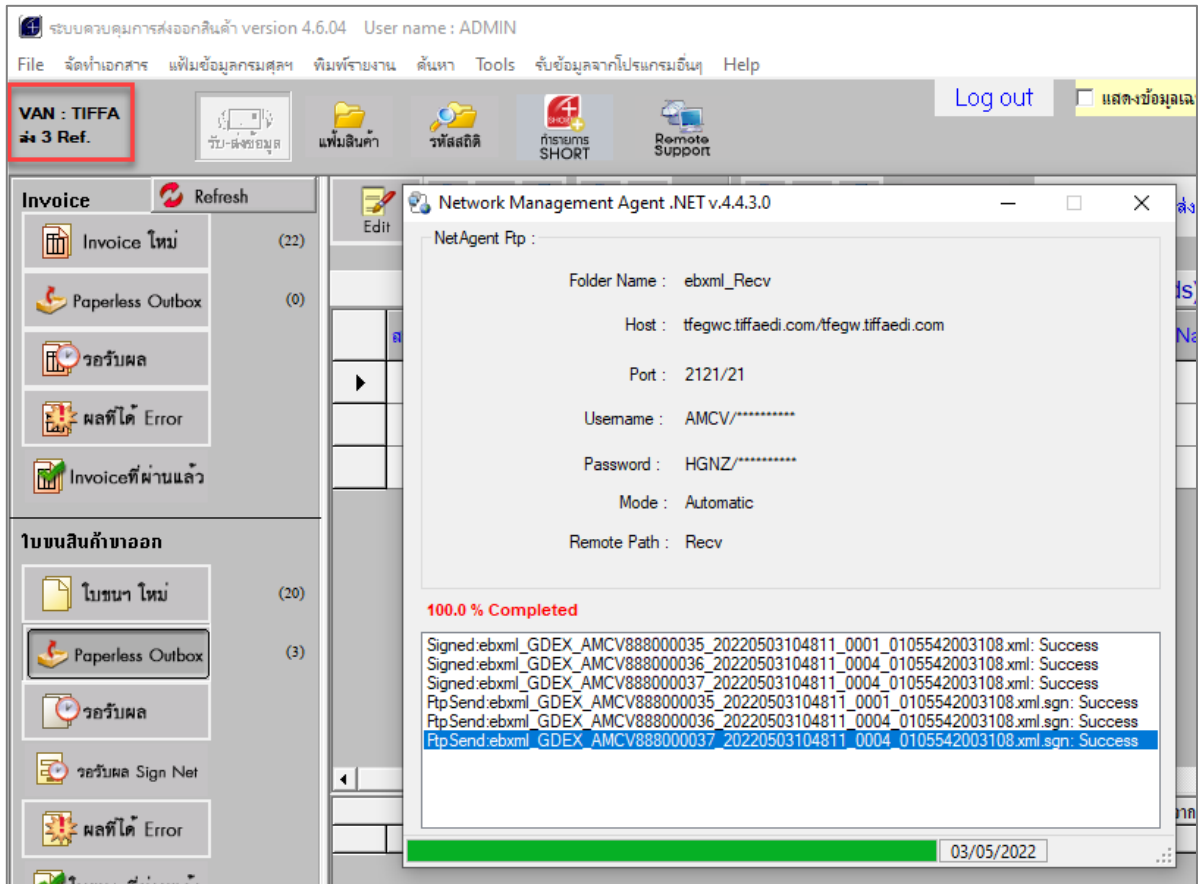 ระบบควบคุมการส่งออกสินค้า version 4.6.04 User name : ADMIN
File จัดทำเอกสาร แฟ้มข้อมูลกรมศุลฯ พิมพ์รายงาน ค้นหา Tools รับข้อมูลจากโปรแกรมอื่นๆ Help
VAN : TIFFA
ส่ง 3 Ref.
รับ-ส่งข้อมูล
แฟ้มสินค้า
รหัสสถิติ
SHORT
ทำรายการ
SHORT
Remote
Support
Log out
แสดงข้อมูลเฉ
Invoice
Refresh
Invoice ใหม่ (22)
Paperless Outbox (0)
รอรับผล
ผลที่ได้ Error
Invoiceที่ผ่านแล้ว
ใบขนสินค้าขาออก
ใบขนฯ ใหม่ (20)
Paperless Outbox (3)
รอรับผล
รอรับผล Sign Net
ผลที่ได้ Error
Edit
Network Management Agent .NET v.4.4.3.0
NetAgent Ftp :
Folder Name : ebxml_Recv
Host : tfegwc.tiffaedi.com/tfegw.tiffaedi.com
Port : 2121/21
Username : AMCV/**********
Password : HGNZ/**********
Mode : Automatic
Remote Path : Recv
100.0 % Completed
Signed:ebxml_GDEX_AMCV888000035_20220503104811_0001_0105542003108.xml: Success
Signed:ebxml_GDEX_AMCV888000036_20220503104811_0004_0105542003108.xml: Success
Signed:ebxml_GDEX_AMCV888000037_20220503104811_0004_0105542003108.xml: Success
FtpSend:ebxml_GDEX_AMCV888000035_20220503104811_0001_0105542003108.xml.sgn: Success
FtpSend:ebxml_GDEX_AMCV888000036_20220503104811_0004_0105542003108.xml.sgn: Success
FtpSend:ebxml_GDEX_AMCV888000037_20220503104811_0004_0105542003108.xml.sgn: Success
03/05/2022